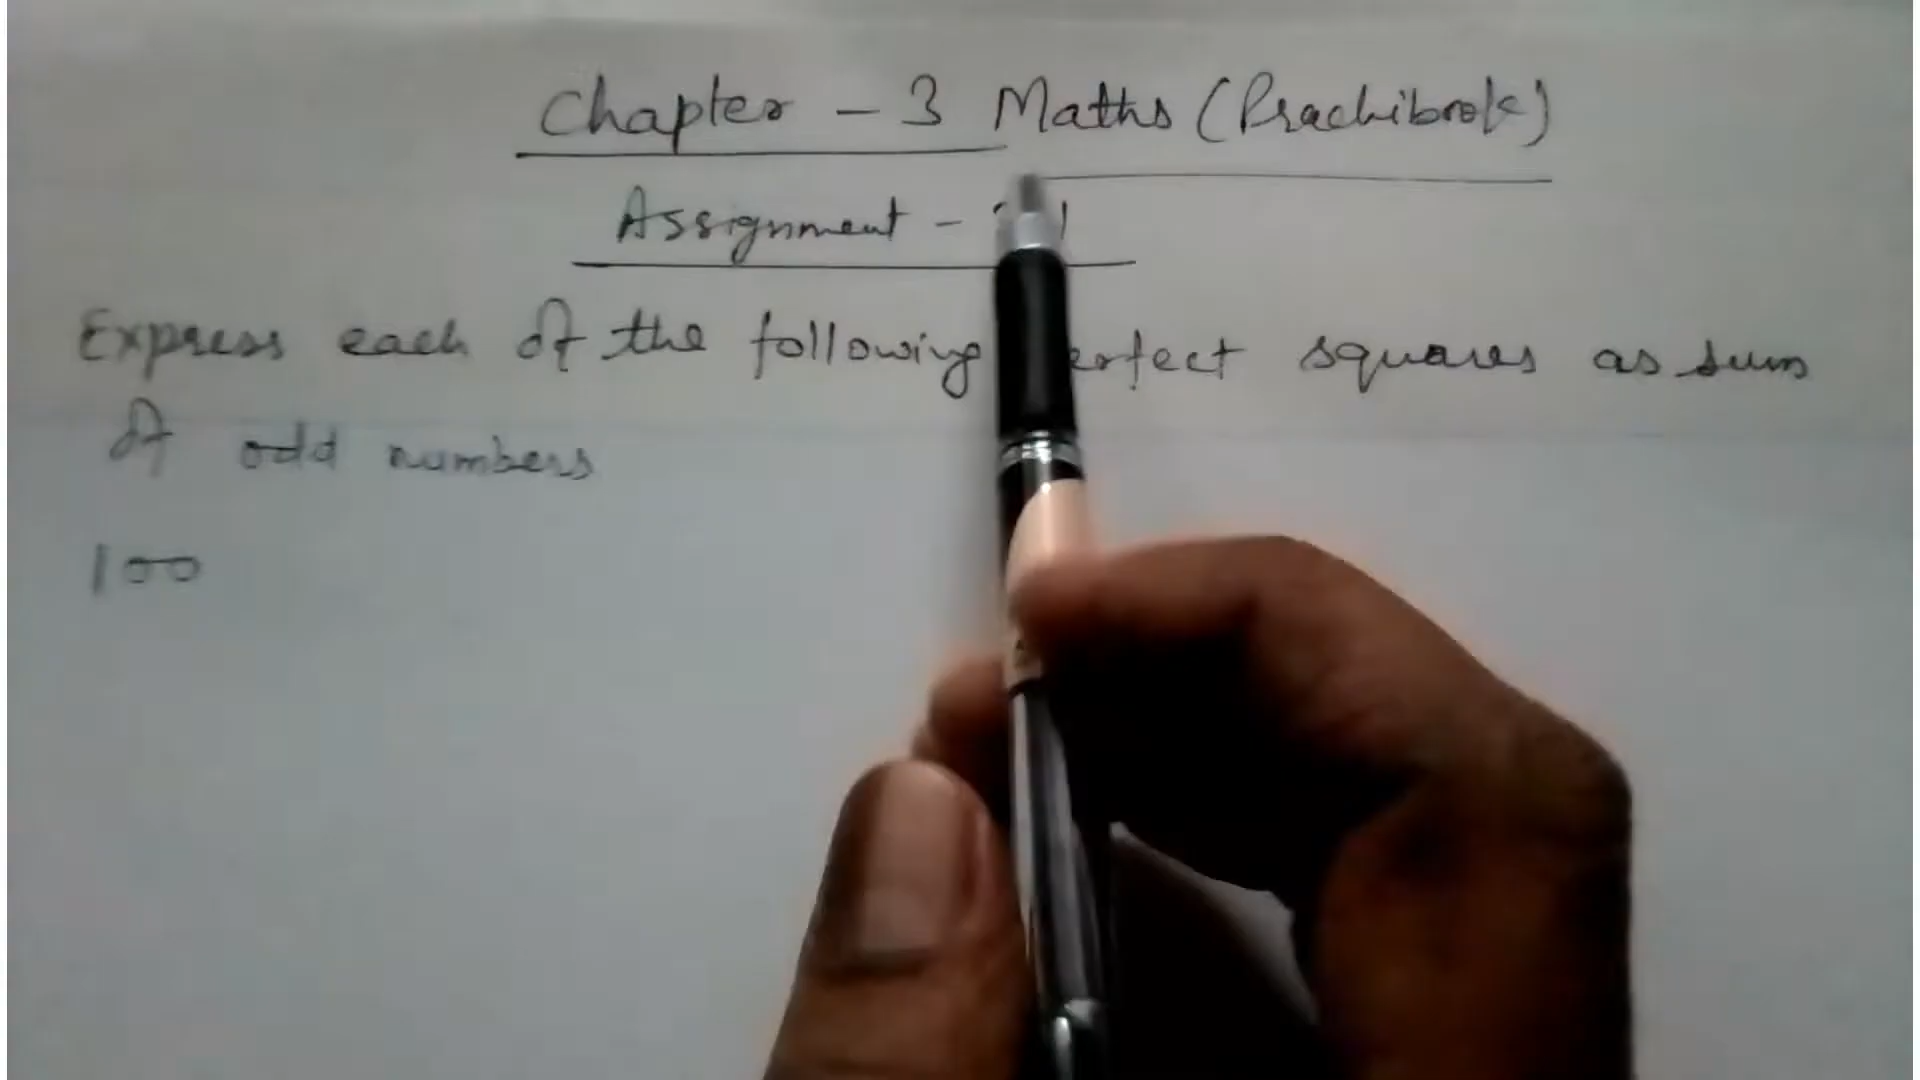 Chapter - 3 Maths (Prachibook)
Assignment -
Express each of the following perfect squares as sum
of odd numbers
100